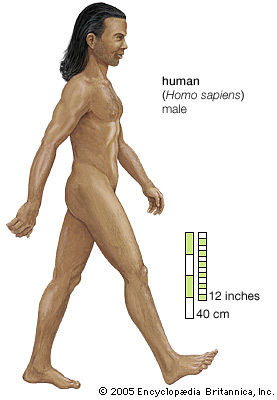 human
(Homo sapiens)
male
12 inches
40 cm
© 2005 Encyclopædia Britannica, Inc.